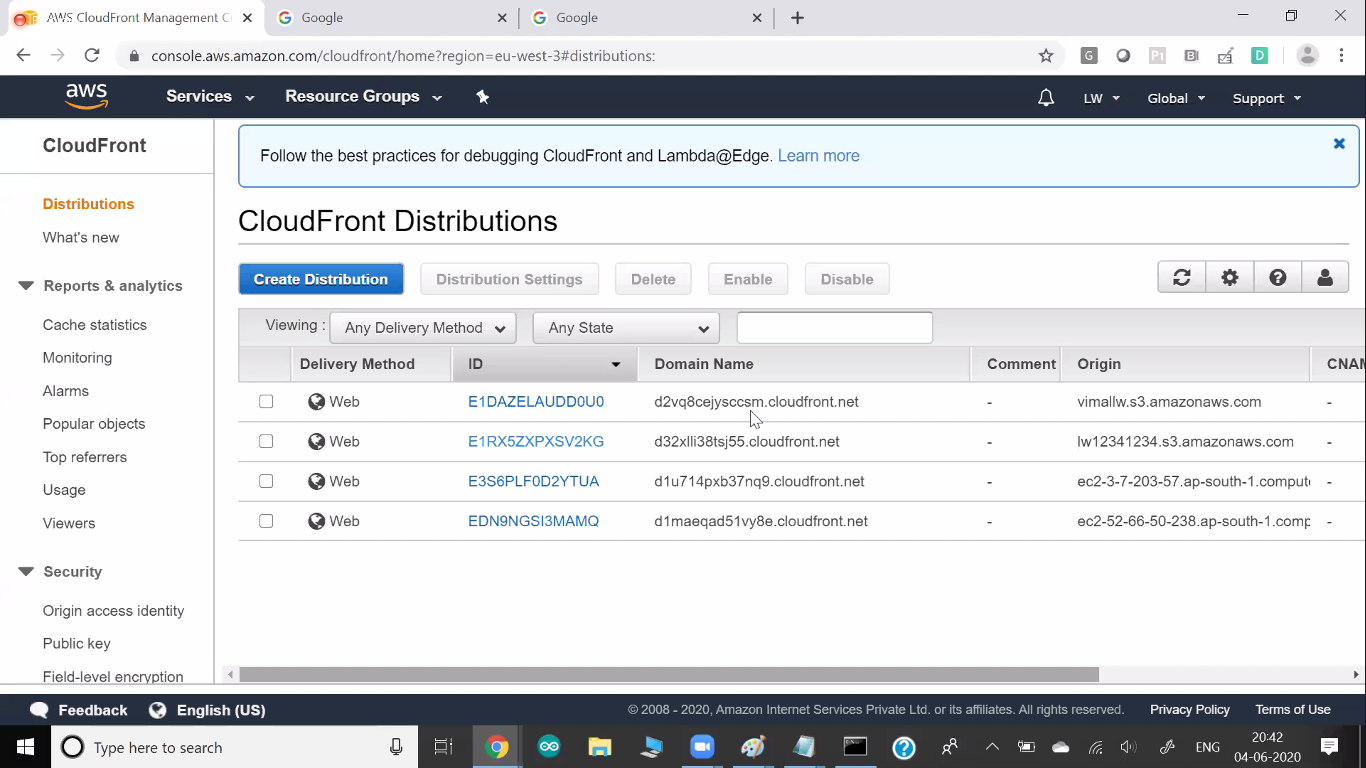 AWS CloudFront Management C
Google
Google
console.aws.amazon.com/cloudfront/home?region=eu-west-3#distributions:
aws Services Resource Groups LW Global Support
CloudFront
Distributions
What's new
Reports & analytics
Cache statistics
Monitoring
Alarms
Popular objects
Top referrers
Usage
Viewers
Security
Origin access identity
Public key
Field-level encryption
Follow the best practices for debugging CloudFront and Lambda@Edge. Learn more
CloudFront Distributions
Create Distribution Distribution Settings Delete Enable Disable
Viewing : Any Delivery Method Any State
Delivery Method ID Domain Name Comment Origin CNAM
Web E1DAZELAUDD0U0 d2vq8cejysccsm.cloudfront.net - vimallw.s3.amazonaws.com -
Web E1RX5ZXPXSV2KG d32xlli38tsj55.cloudfront.net - lw12341234.s3.amazonaws.com -
Web E3S6PLF0D2YTUA d1u714pxb37nq9.cloudfront.net - ec2-3-7-203-57.ap-south-1.comput -
Web EDN9NGSI3MAMQ d1maeqad51vy8e.cloudfront.net - ec2-52-66-50-238.ap-south-1.comp -
Feedback English (US) © 2008 - 2020, Amazon Internet Services Private Ltd. or its affiliates. All rights reserved. Privacy Policy Terms of Use
Type here to search
ENG
20:42
04-06-2020